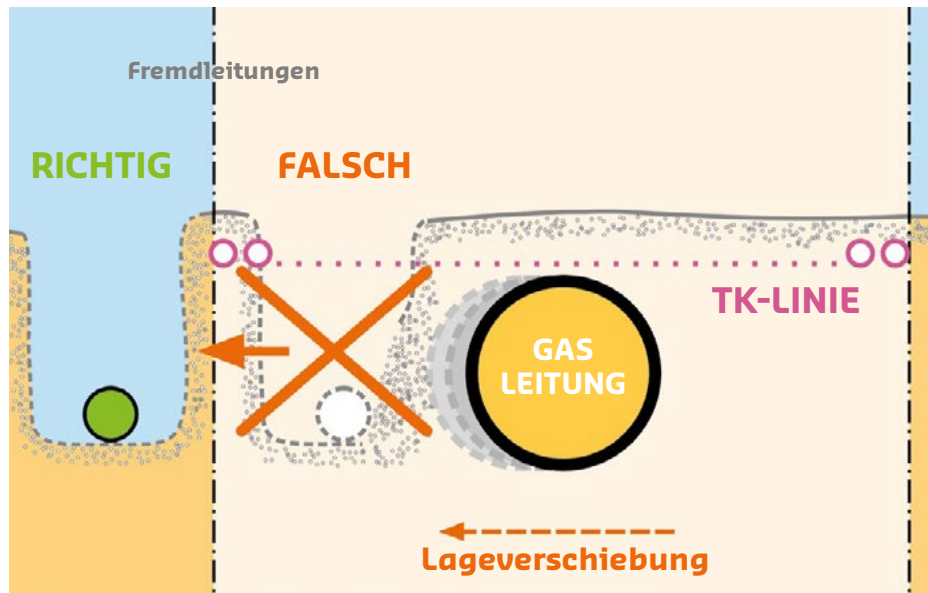 Fremdleitungen
RICHTIG
FALSCH
TK-LINIE
GAS
LEITUNG
Lageverschiebung